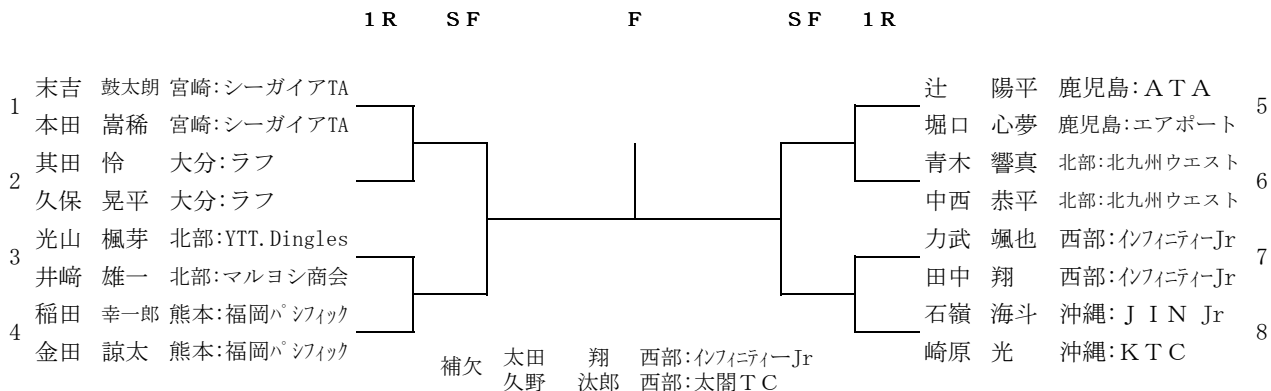 １Ｒ ＳＦ Ｆ ＳＦ １Ｒ
1
末吉 鼓太朗 宮崎：シーガイアTA
本田 嵩稀 宮崎：シーガイアTA
2
其田 怜 大分：ラフ
久保 晃平 大分：ラフ
3
光山 楓芽 北部：YTT.Dingles
井﨑 雄一 北部：マルヨシ商会
4
稲田 幸一郎 熊本：福岡ﾊﾟｼﾌｨｯｸ
金田 諒太 熊本：福岡ﾊﾟｼﾌｨｯｸ
辻 陽平 鹿児島：ＡＴＡ
堀口 心夢 鹿児島：エアポート
5
青木 響真 北部：北九州ウエスト
中西 恭平 北部：北九州ウエスト
6
力武 颯也 西部：ｲﾝﾌｨﾆﾃｨｰJr
田中 翔 西部：ｲﾝﾌｨﾆﾃｨｰJr
7
石嶺 海斗 沖縄：ＪＩＮ Jr
崎原 光 沖縄：ＫＴＣ
8
補欠
太田 翔 西部：ｲﾝﾌｨﾆﾃｨｰJr
久野 汰郎 西部：太閤ＴＣ